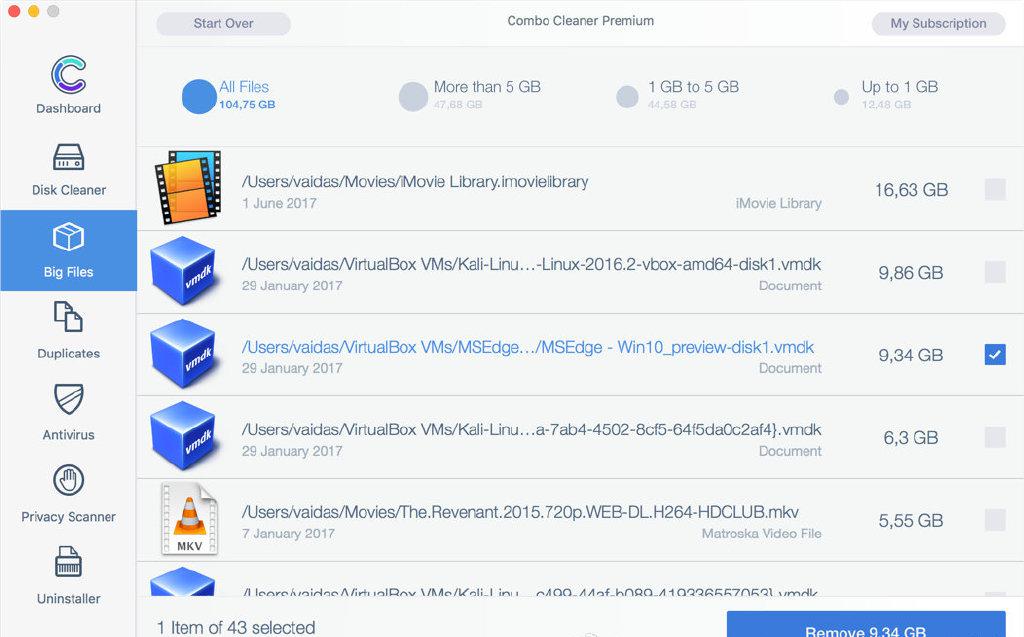 Start Over
Combo Cleaner Premium
My Subscription
Dashboard
Disk Cleaner
Big Files
Duplicates
Antivirus
Privacy Scanner
Uninstaller
All Files
104,75 GB
More than 5 GB
47,68 GB
1 GB to 5 GB
44,58 GB
Up to 1 GB
12,48 GB
/Users/vaidas/Movies/iMovie Library.imovielibrary
1 June 2017
iMovie Library
16,63 GB
vmdk
/Users/vaidas/VirtualBox VMs/Kali-Linu…-Linux-2016.2-vbox-amd64-disk1.vmdk
29 January 2017
Document
9,86 GB
vmdk
/Users/vaidas/VirtualBox VMs/MSEdge…/MSEdge - Win10_preview-disk1.vmdk
29 January 2017
Document
9,34 GB
vmdk
/Users/vaidas/VirtualBox VMs/Kali-Linu…a-7ab4-4502-8cf5-64f5da0c2af4}.vmdk
29 January 2017
Document
6,3 GB
MKV
/Users/vaidas/Movies/The.Revenant.2015.720p.WEB-DL.H264-HDCLUB.mkv
7 January 2017
Matroska Video File
5,55 GB
/Users/vaidas/VirtualBox VMs/Kali-Linu…c499-44af-b089-419336557053}.vmdk
1 Item of 43 selected
Remove 9,34 GB